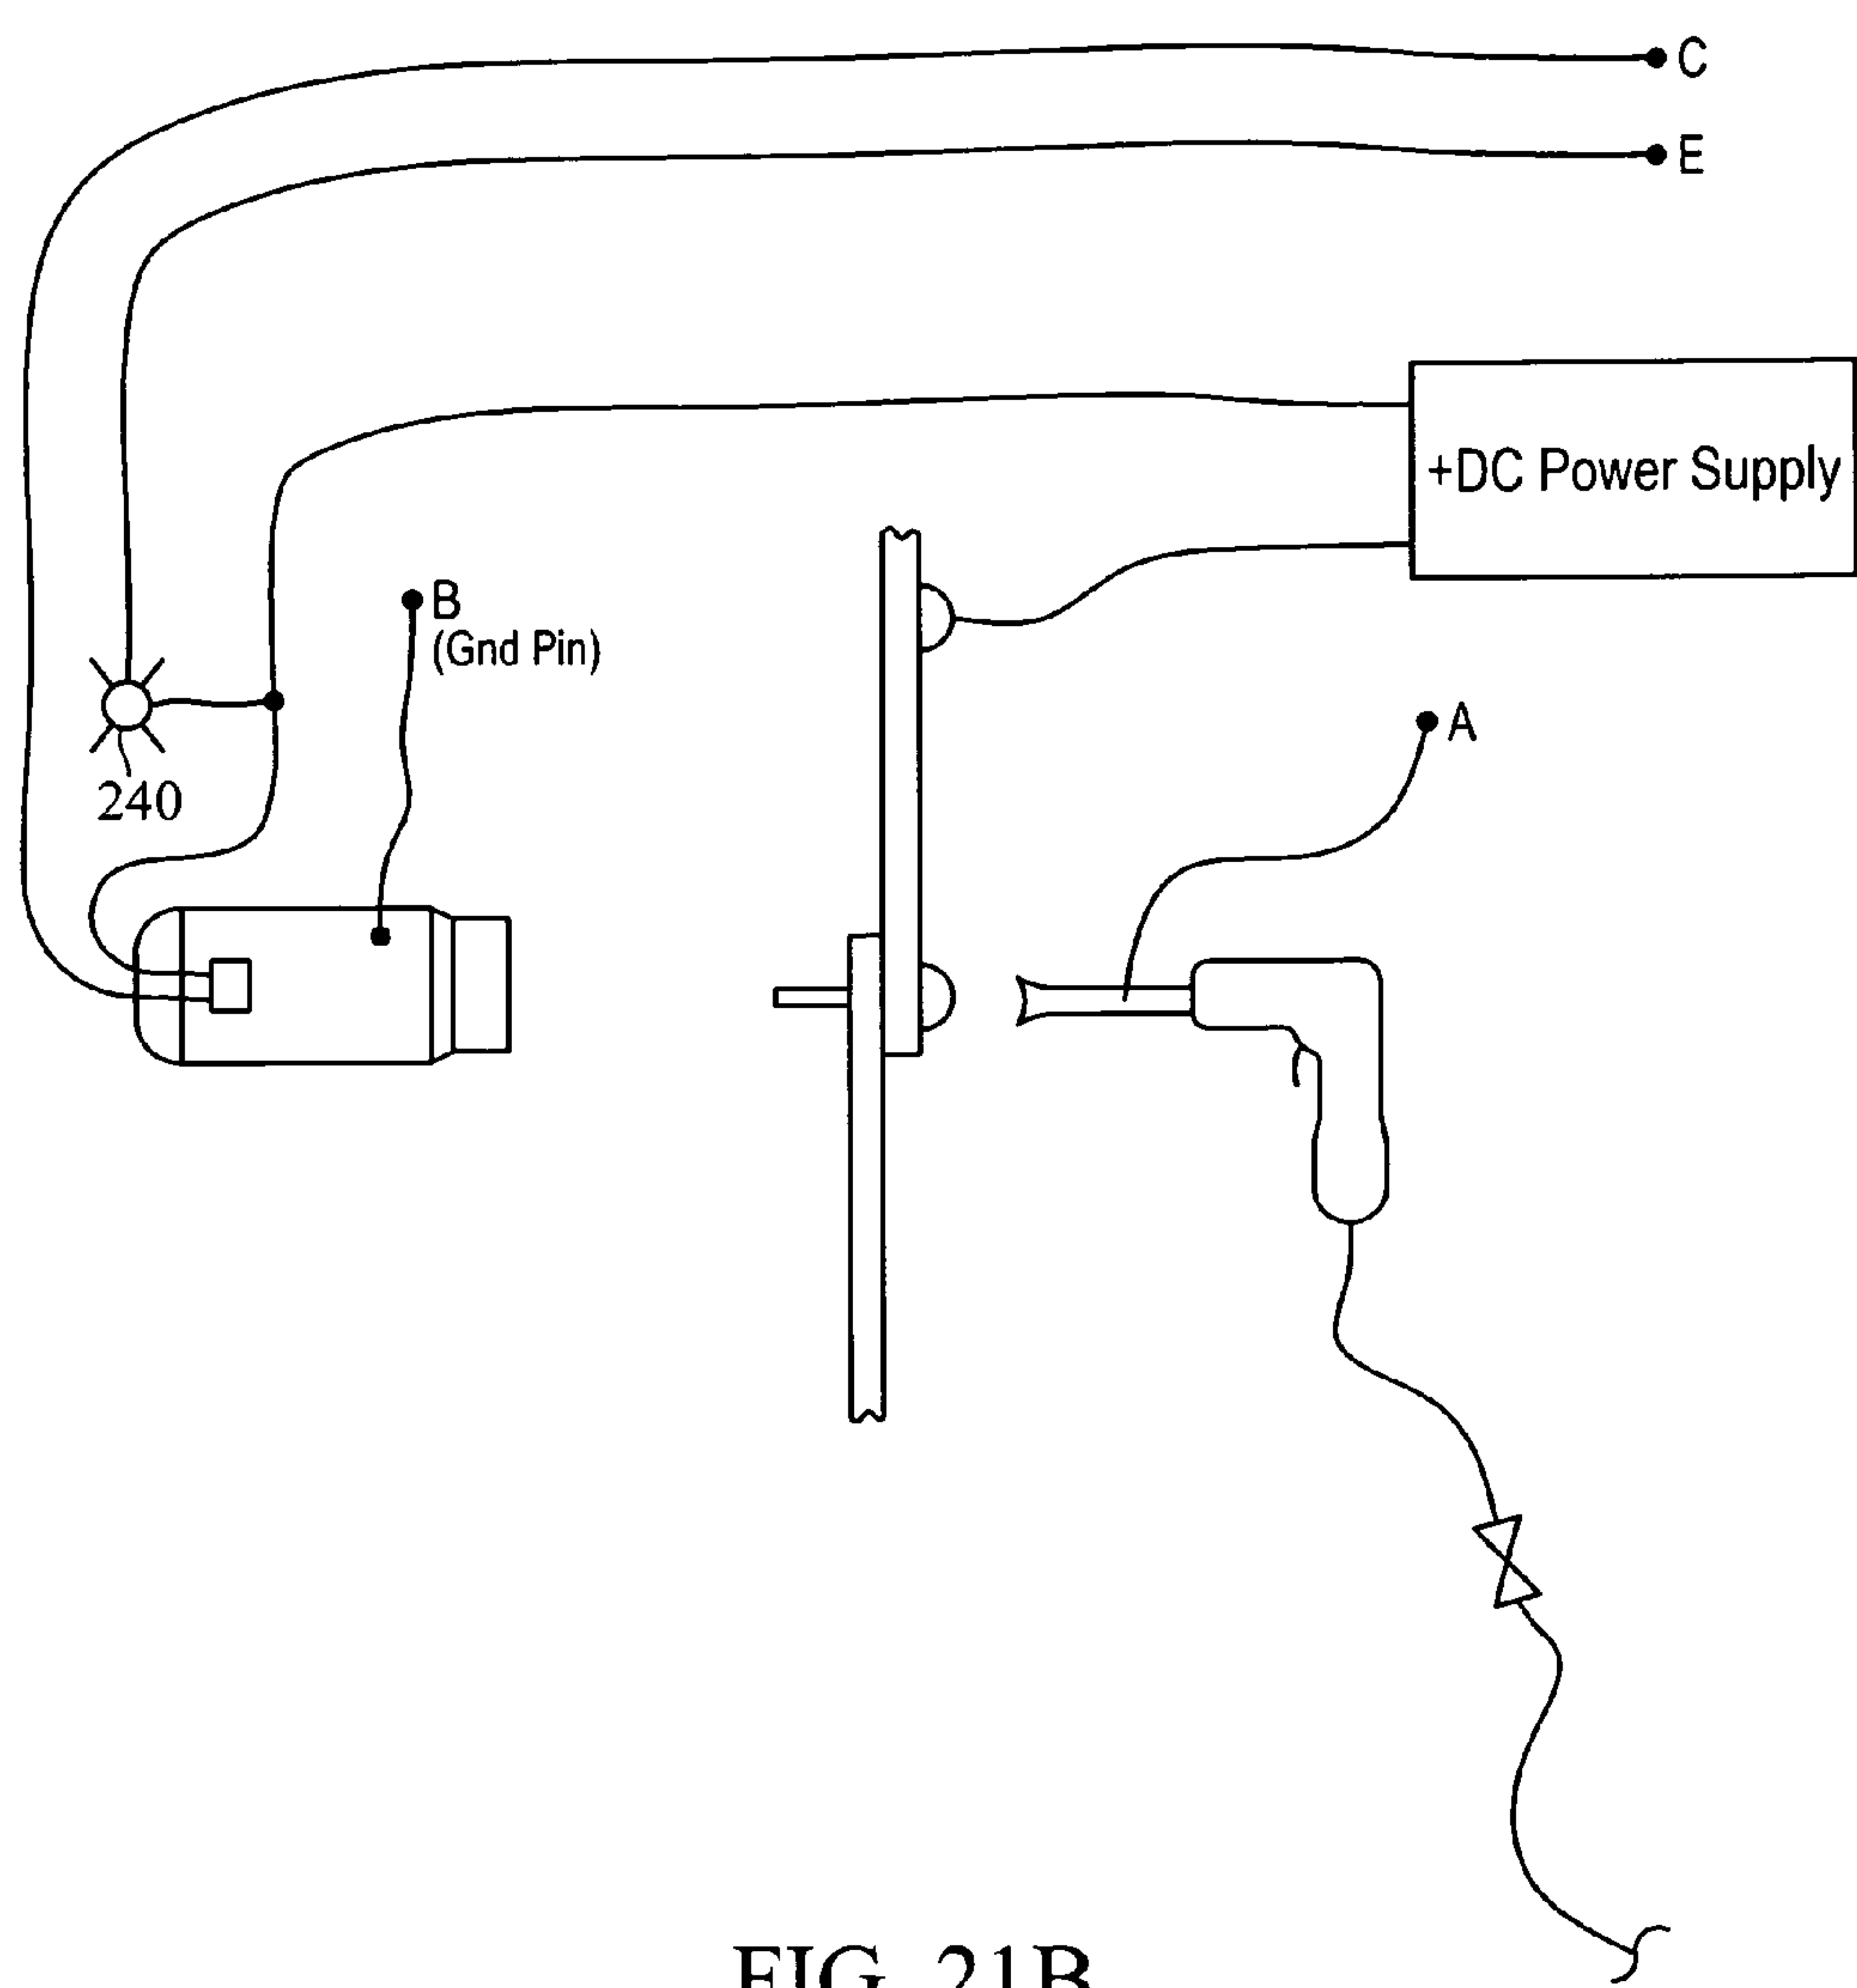 C
E
+DC Power Supply
B
(Gnd Pin)
A
240
FIG. 21B